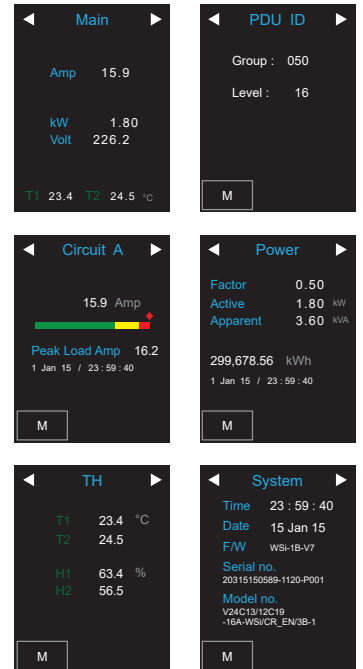 Main
Amp 15.9
kW 1.80
Volt 226.2
T1 23.4 T2 24.5 °C
PDU ID
Group : 050
Level : 16
M
Circuit A
15.9 Amp
Peak Load Amp 16.2
1 Jan 15 / 23 : 59 : 40
M
Power
Factor 0.50
Active 1.80 kW
Apparent 3.60 kVA
299,678.56 kWh
1 Jan 15 / 23 : 59 : 40
M
TH
T1 23.4 °C
T2 24.5
H1 63.4 %
H2 56.5
M
System
Time 23 : 59 : 40
Date 15 Jan 15
F/W WSi-1B-V7
Serial no.
20315150589-1120-P001
Model no.
V24C13/12C19
-16A-WSi/CR_EN/3B-1
M